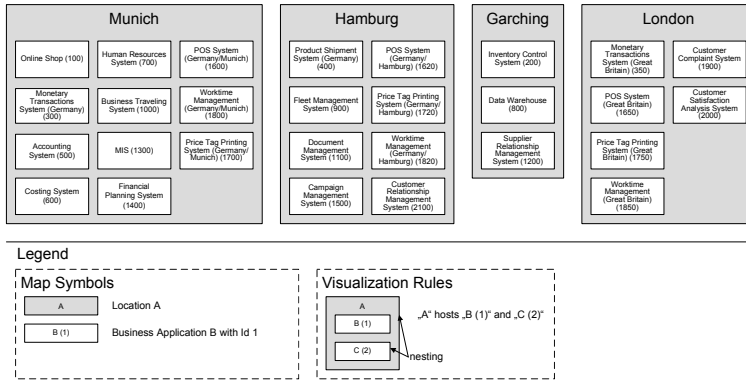 Munich
Hamburg
Garching
London
Online Shop (100)
Human Resources
System (700)
POS System
(Germany/Munich)
(1600)
Monetary
Transactions
System (Germany)
(300)
Business Traveling
System (1000)
Worktime
Management
(Germany/Munich)
(1800)
Accounting
System (500)
MIS (1300)
Price Tag Printing
System (Germany/
Munich) (1700)
Costing System
(600)
Financial
Planning System
(1400)
Product Shipment
System (Germany)
(400)
POS System
(Germany/
Hamburg) (1620)
Fleet Management
System (900)
Price Tag Printing
System (Germany/
Hamburg) (1720)
Document
Management
System (1100)
Worktime
Management
(Germany/
Hamburg) (1820)
Campaign
Management
System (1500)
Customer
Relationship
Management
System (2100)
Inventory Control
System (200)
Data Warehouse
(800)
Supplier
Relationship
Management
System (1200)
Monetary
Transactions
System (Great
Britain) (350)
Customer
Complaint System
(1900)
POS System
(Great Britain)
(1650)
Customer
Satisfaction
Analysis System
(2000)
Price Tag Printing
System (Great
Britain) (1750)
Worktime
Management
(Great Britain)
(1850)
Legend
Map Symbols
A
Location A
B (1)
Business Application B with Id 1
Visualization Rules
A
B (1)
C (2)
„A“ hosts „B (1)“ and „C (2)“
nesting